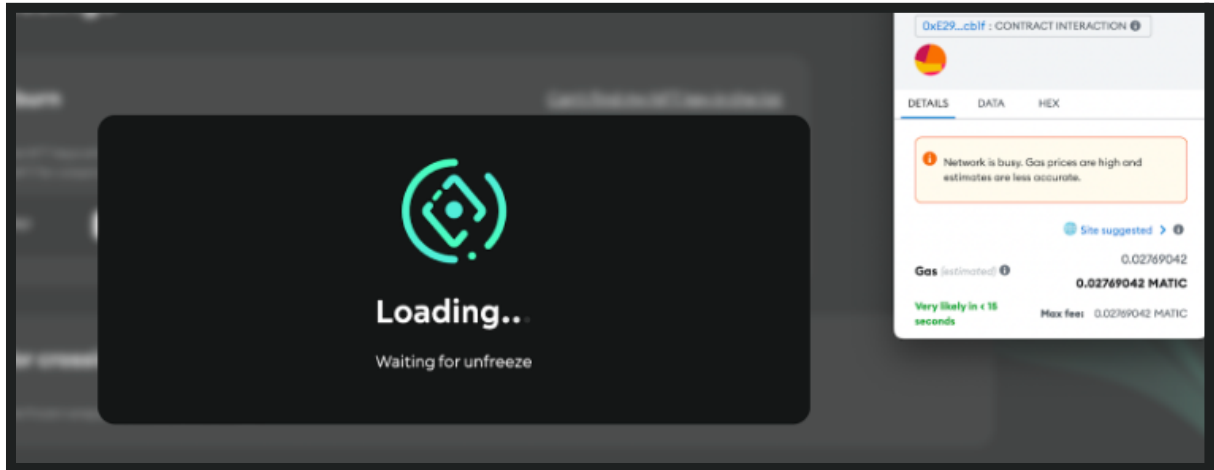 burn
Loading...
Waiting for unfreeze
0xE29...cb1f : CONTRACT INTERACTION
DETAILS DATA HEX
Network is busy. Gas prices are high and
estimates are less accurate.
Site suggested >
0.02769042
Gas (estimated) 0.02769042 MATIC
Very likely in < 15
seconds
Max fee: 0.02769042 MATIC